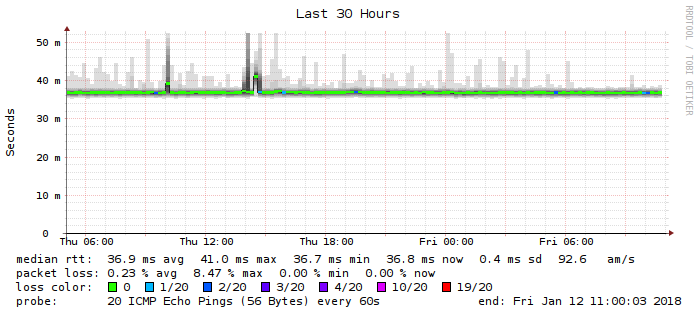 Last 30 Hours
RRDTOOL / TOBI OETIKER
Seconds
50 m
40 m
30 m
20 m
10 m
0
Thu 06:00 Thu 12:00 Thu 18:00 Fri 00:00 Fri 06:00
median rtt: 36.9 ms avg 41.0 ms max 36.7 ms min 36.8 ms now 0.4 ms sd 92.6 am/s
packet loss: 0.23 % avg 8.47 % max 0.00 % min 0.00 % now
loss color: 0 1/20 2/20 3/20 4/20 10/20 19/20
probe: 20 ICMP Echo Pings (56 Bytes) every 60s end: Fri Jan 12 11:00:03 2018